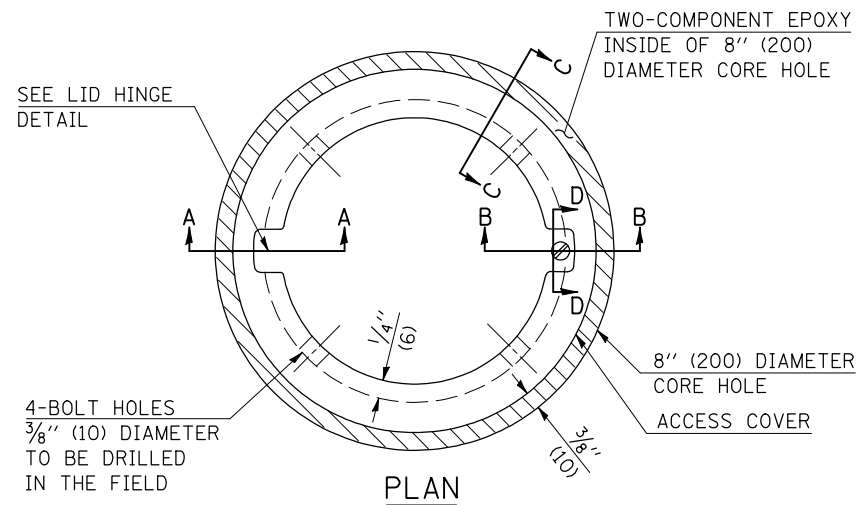 TWO-COMPONENT EPOXY
INSIDE OF 8" (200)
DIAMETER CORE HOLE
SEE LID HINGE
DETAIL
C
C
A
A
B
B
D
D
1/4"
(6)
8" (200) DIAMETER
CORE HOLE
ACCESS COVER
4-BOLT HOLES
3/8" (10) DIAMETER
TO BE DRILLED
IN THE FIELD
3/8"
(10)
PLAN